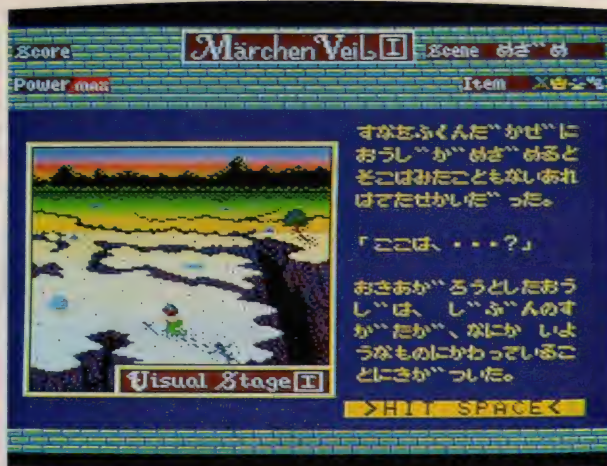 Score
Märchen Veil I
Scene めざ"め
Power max
Item
すなをふくんだ"かぜ"に
おうし"か"めざ"めると
そこはみたこともないあれ
はてたせかいだ"った。
「ここは、・・・?」
おきあか"ろうとしたおう
し"は、し"ふ"んのす
か"たか"、なにか いよ
うなものにかわっているこ
とにきか"ついた。
Visual Stage I
>HIT SPACE<